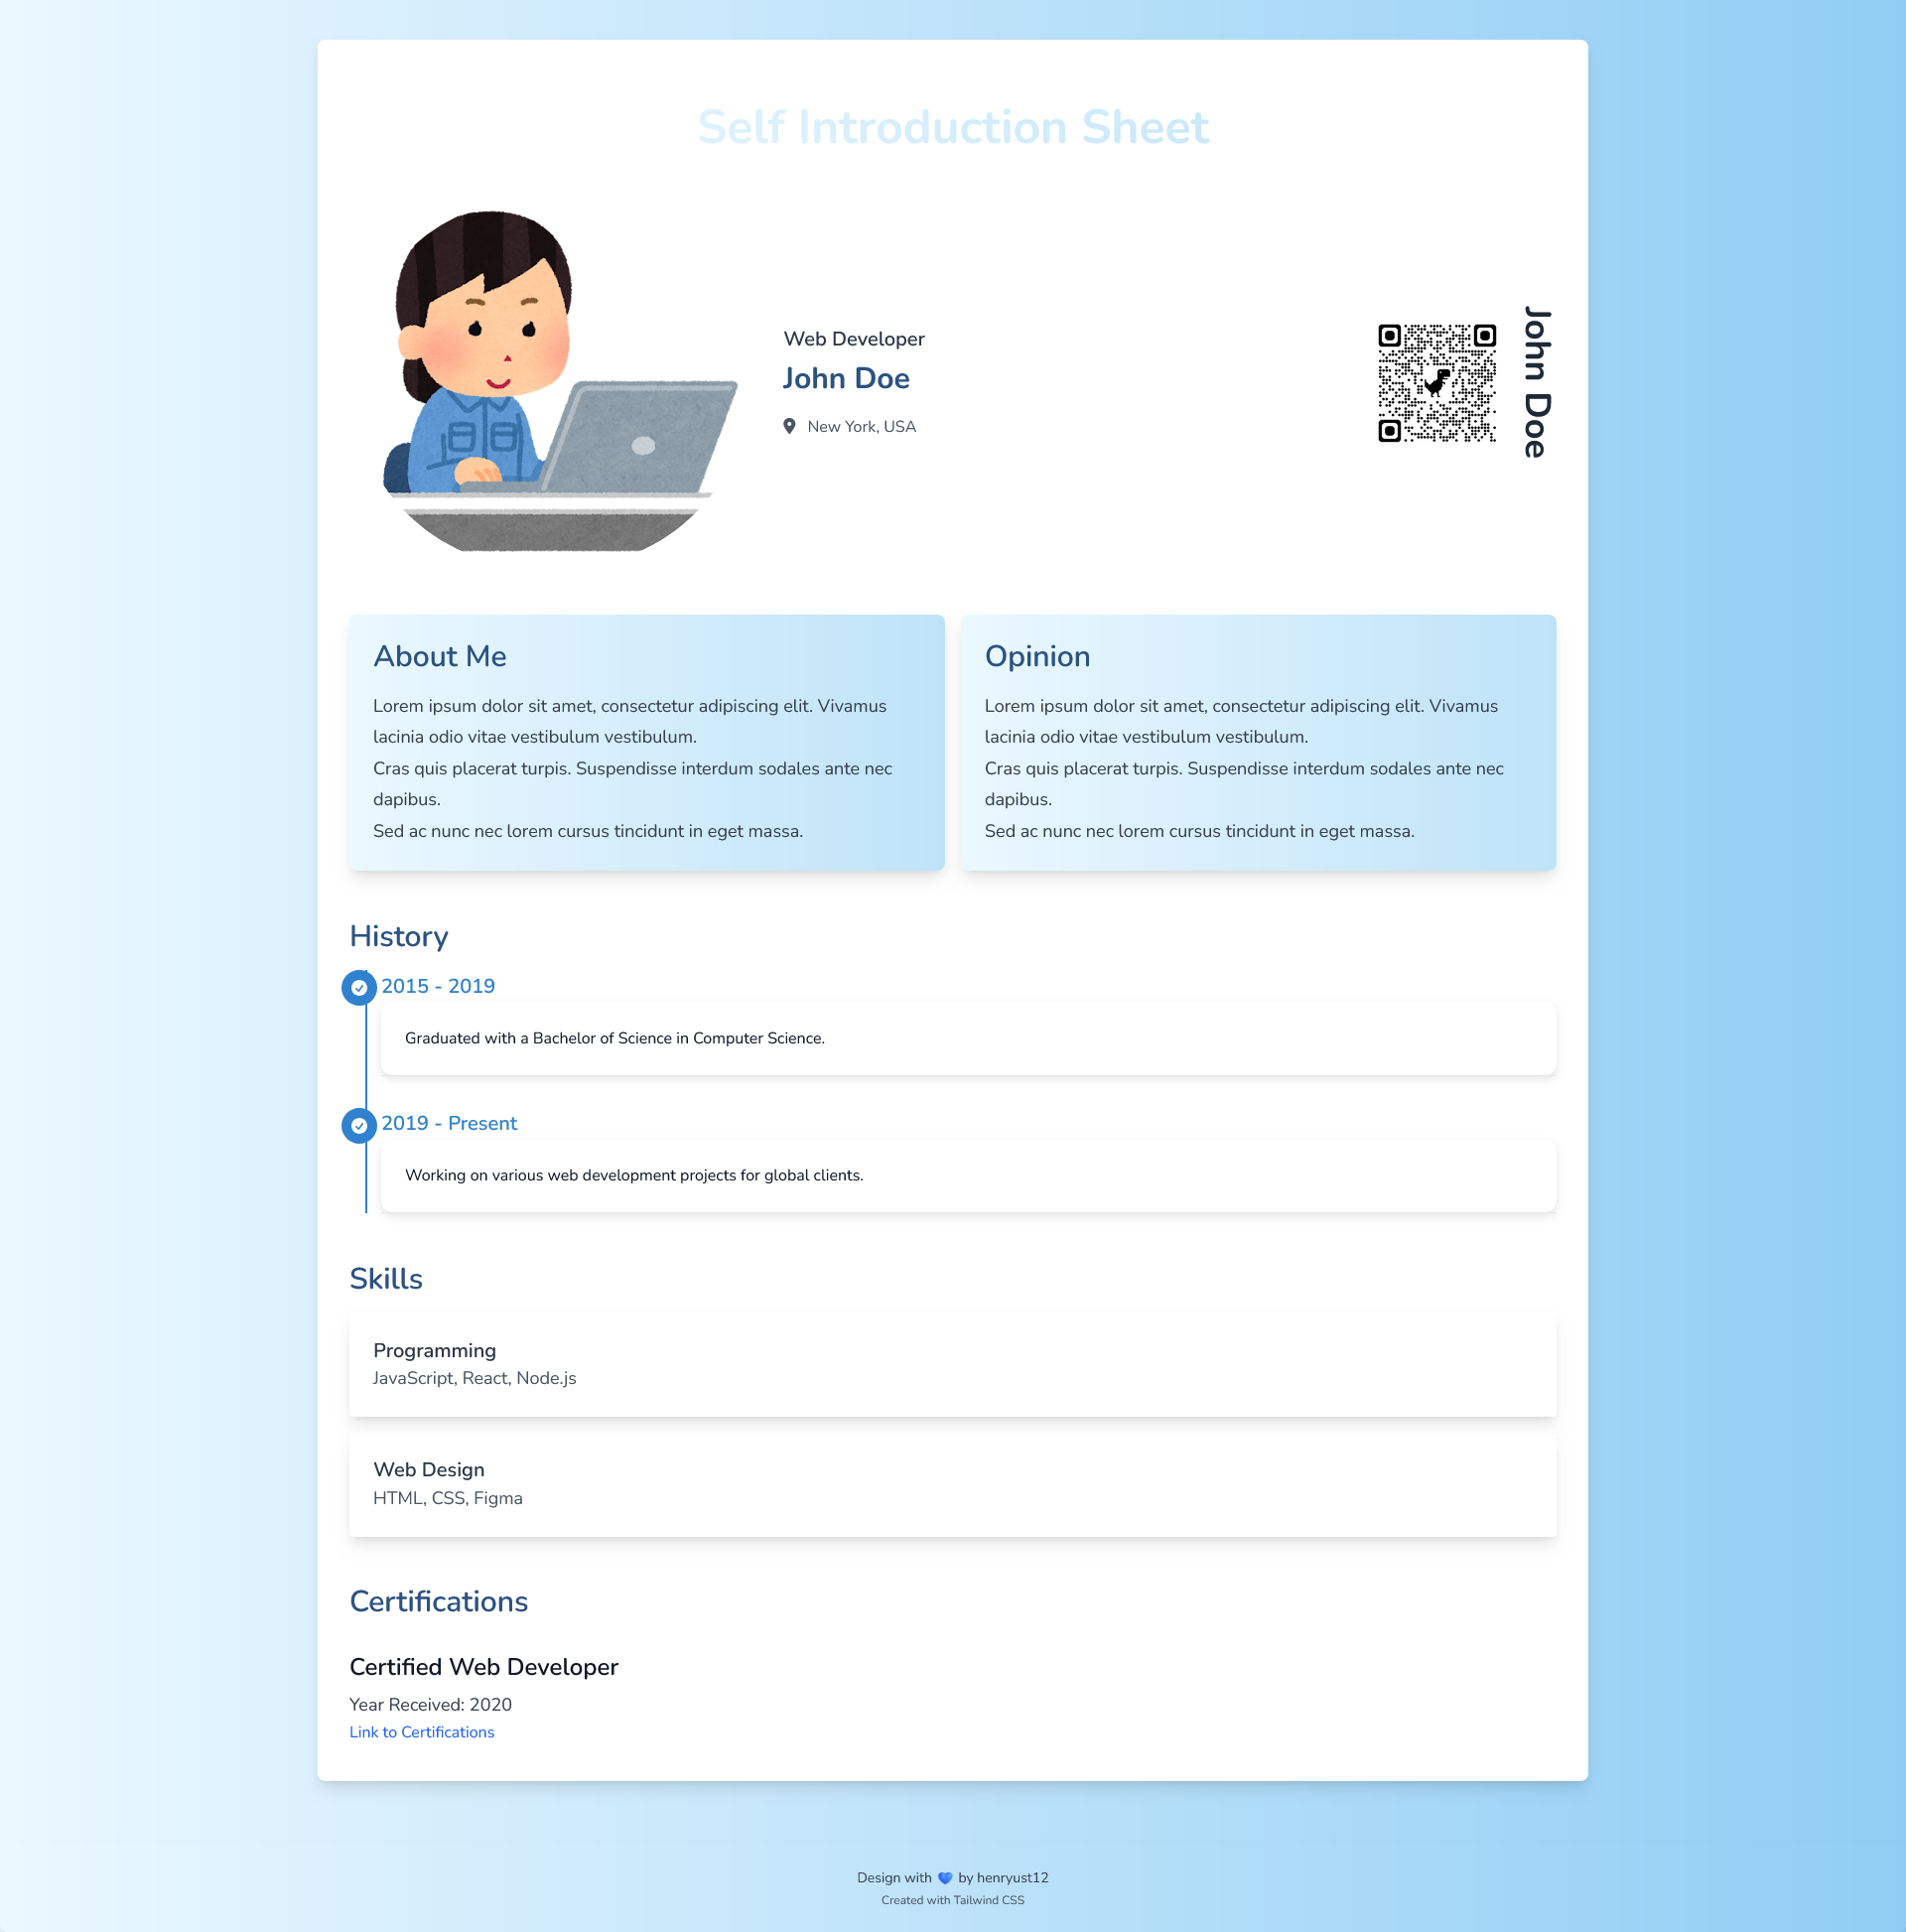 Self Introduction Sheet
Web Developer
John Doe
New York, USA
John Doe
About Me
Lorem ipsum dolor sit amet, consectetur adipiscing elit. Vivamus
lacinia odio vitae vestibulum vestibulum.
Cras quis placerat turpis. Suspendisse interdum sodales ante nec
dapibus.
Sed ac nunc nec lorem cursus tincidunt in eget massa.
Opinion
Lorem ipsum dolor sit amet, consectetur adipiscing elit. Vivamus
lacinia odio vitae vestibulum vestibulum.
Cras quis placerat turpis. Suspendisse interdum sodales ante nec
dapibus.
Sed ac nunc nec lorem cursus tincidunt in eget massa.
History
2015 - 2019
Graduated with a Bachelor of Science in Computer Science.
2019 - Present
Working on various web development projects for global clients.
Skills
Programming
JavaScript, React, Node.js
Web Design
HTML, CSS, Figma
Certifications
Certified Web Developer
Year Received: 2020
Link to Certifications
Design with 💙 by henryust12
Created with Tailwind CSS